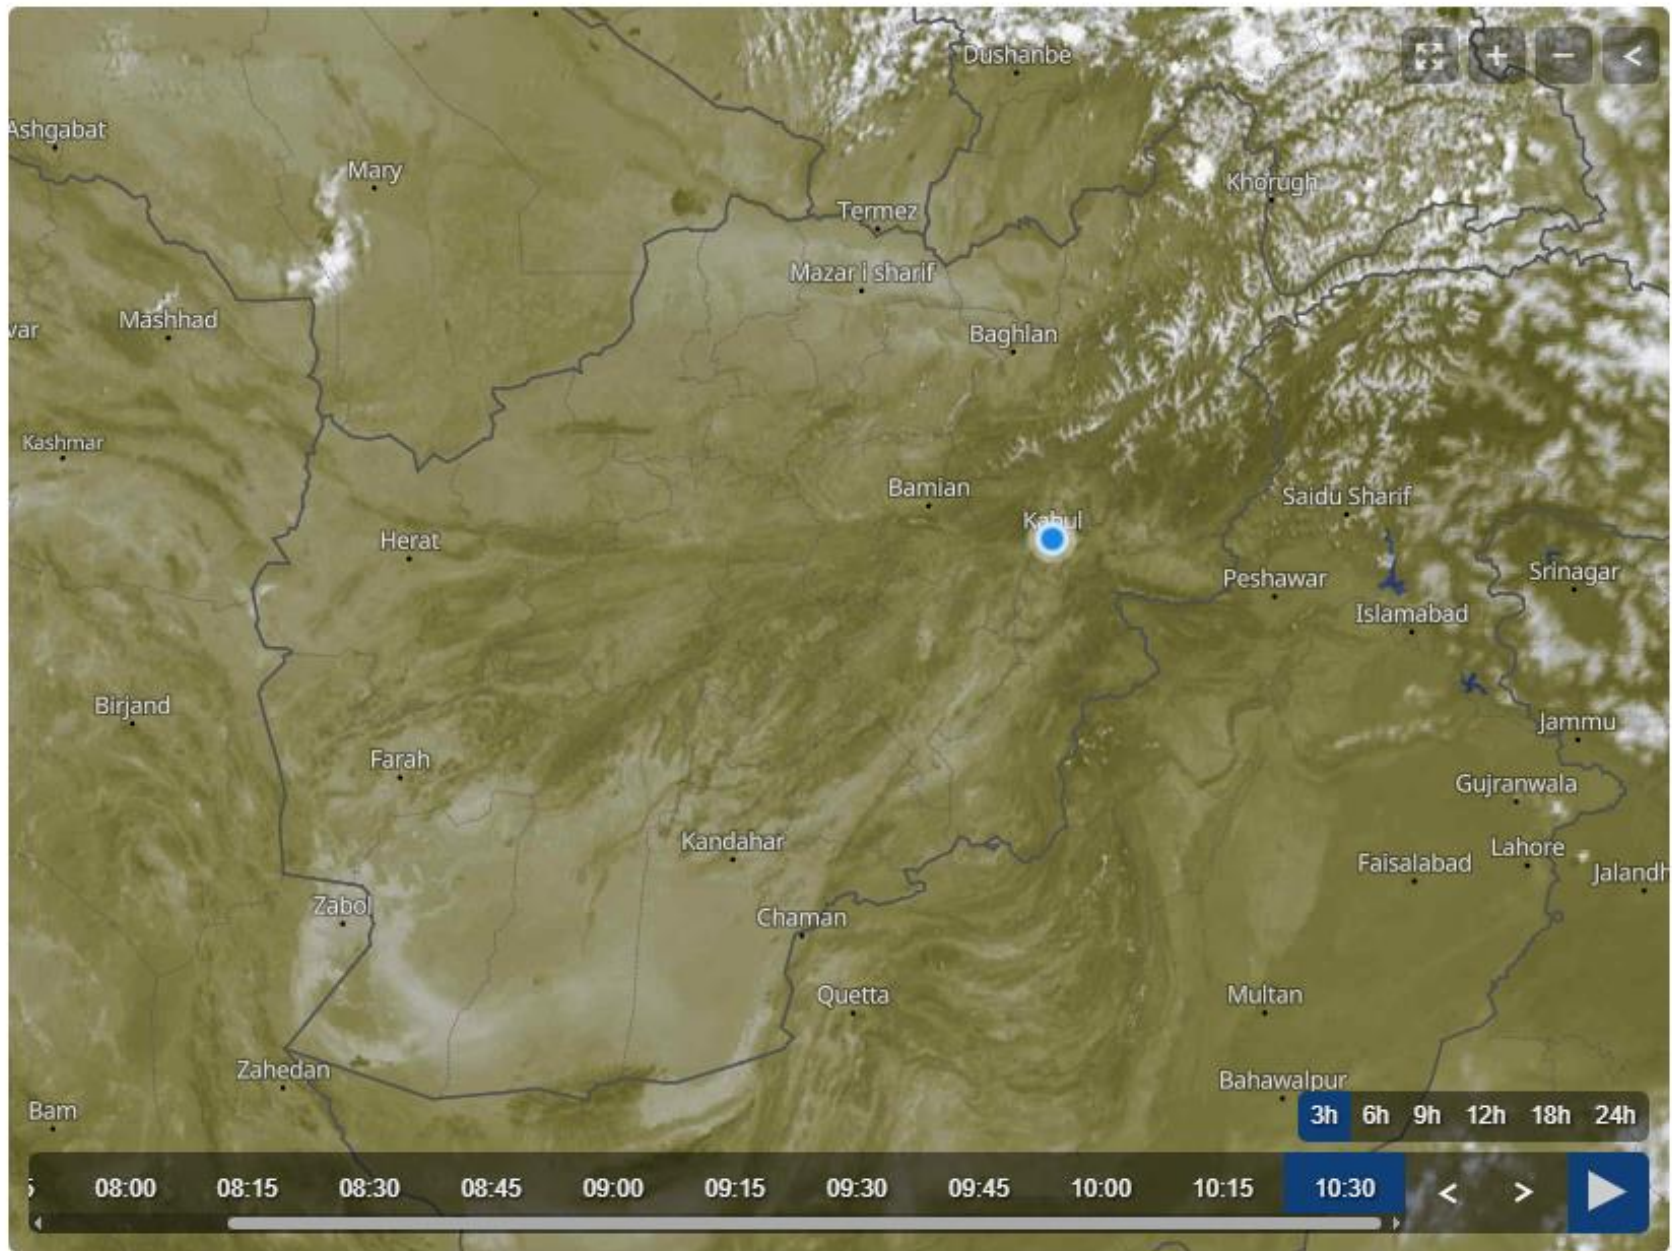 Dushanbe
Ashgabat
Mary
Khorugh
Termez
Mazar i sharif
Mashhad
var
Baghlan
Kashmar
Bamian
Saidu Sharif
Kabul
Herat
Peshawar
Srinagar
Islamabad
Birjand
Jammu
Farah
Gujranwala
Kandahar
Lahore
Faisalabad
Jalandh
Zabol
Chaman
Quetta
Multan
Zahedan
Bahawalpur
Bam
3h 6h 9h 12h 18h 24h
5 08:00 08:15 08:30 08:45 09:00 09:15 09:30 09:45 10:00 10:15 10:30